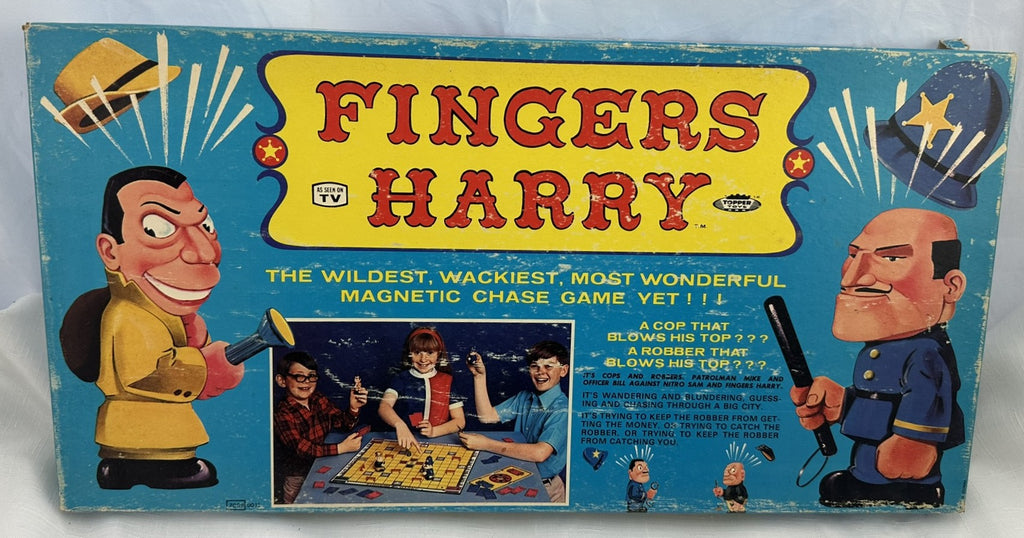 FINGERS
HARRY
AS SEEN ON
TV
TOPPER
TOYS
T.M.
THE WILDEST, WACKIEST, MOST WONDERFUL
MAGNETIC CHASE GAME YET!!!
A COP THAT
BLOWS HIS TOP???
A ROBBER THAT
BLOWS HIS TOP???
IT'S COPS AND ROBBERS. PATROLMAN MIKE AND
OFFICER BILL AGAINST NITRO SAM AND FINGERS HARRY.
IT'S WANDERING AND BLUNDERING, GUESS-
ING AND CHASING THROUGH A BIG CITY.
IT'S TRYING TO KEEP THE ROBBER FROM GET-
TING THE MONEY, OR TRYING TO CATCH THE
ROBBER, OR TRYING TO KEEP THE ROBBER
FROM CATCHING YOU.